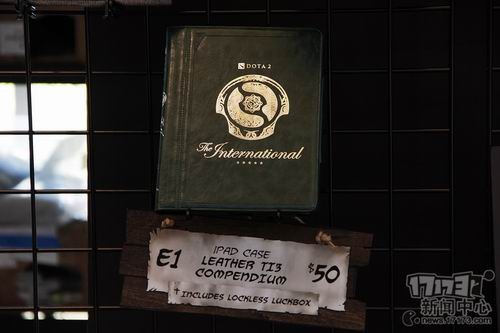 DOTA 2
The International
E1
IPAD CASE
LEATHER TI3
COMPENDIUM
$50
INCLUDES LOCKLESS LUCKBOX
17173
新闻中心
news.17173.com